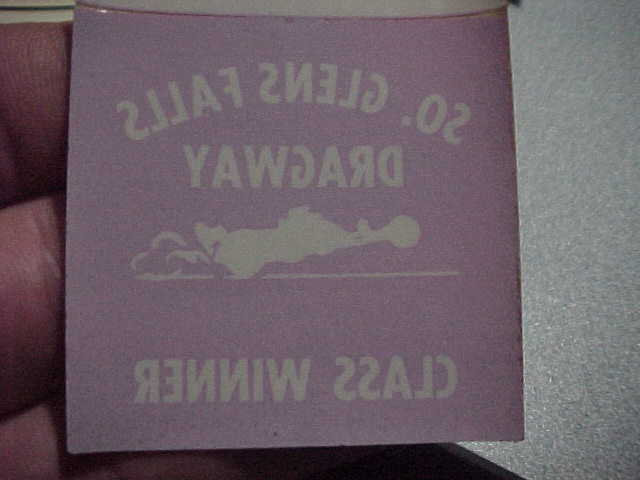 SO. GLENS FALLS
DRAGWAY
CLASS WINNER